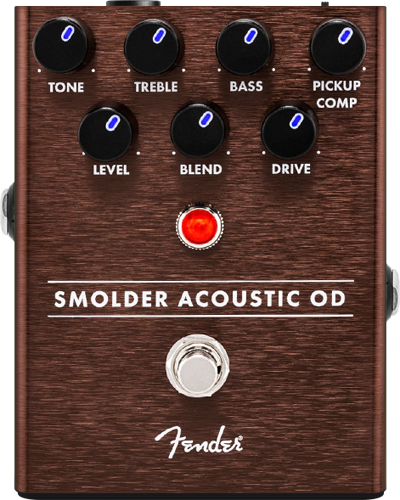 TONE TREBLE BASS PICKUP COMP
LEVEL BLEND DRIVE
SMOLDER ACOUSTIC OD
Fender